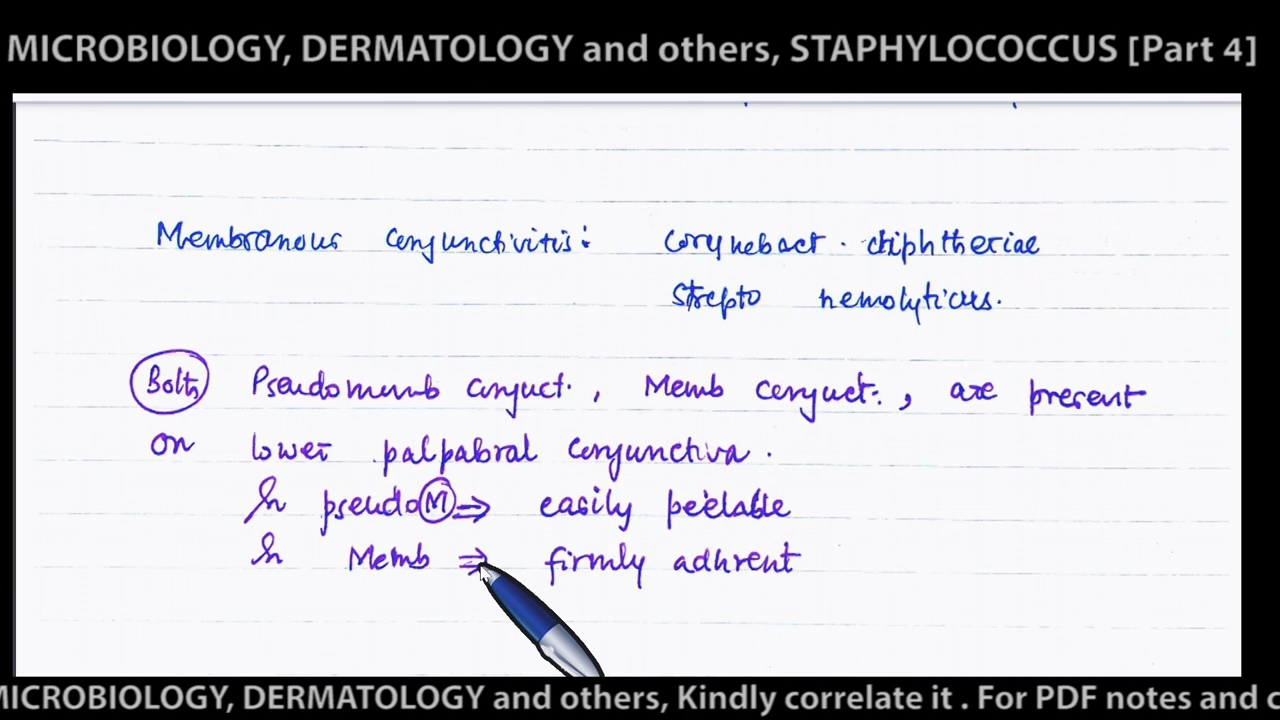 MICROBIOLOGY, DERMATOLOGY and others, STAPHYLOCOCCUS [Part 4]
Membranous conjunctivitis: Corynebact. diphtheriae
Strepto hemolyticus.
Both Pseudomemb conjuct., Memb conjuct., are present
on lower palpabral conjunctiva.
In pseudoM ⇒ easily peelable
In Memb ⇒ firmly adhrent
MICROBIOLOGY, DERMATOLOGY and others, Kindly correlate it . For PDF notes and